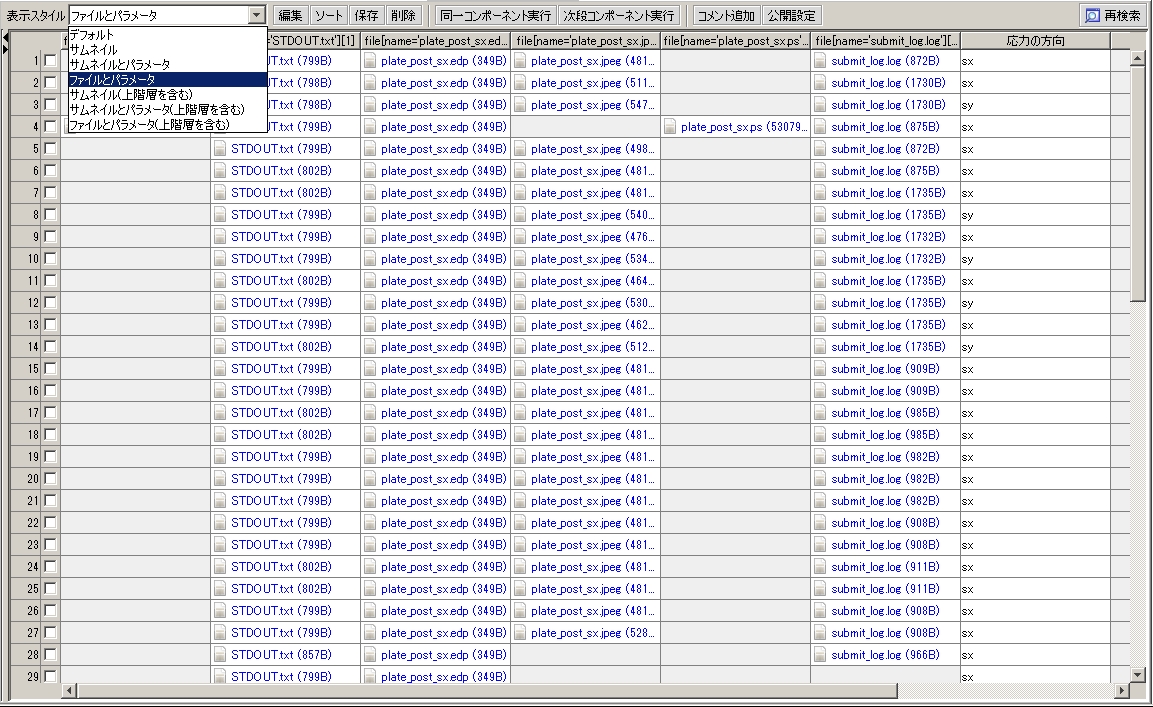 表示スタイル ファイルとパラメータ 編集 ソート 保存 削除 同一コンポーネント実行 次段コンポーネント実行 コメント追加 公開設定 再検索
デフォルト
サムネイル
サムネイルとパラメータ
ファイルとパラメータ
サムネイル(上階層を含む)
サムネイルとパラメータ(上階層を含む)
ファイルとパラメータ(上階層を含む)
='STDOUT.txt'][1] file[name='plate_post_sx.ed... file[name='plate_post_sx.jp... file[name='plate_post_sx.ps'... file[name='submit_log.log'][... 応力の方向
1 UT.txt (799B) plate_post_sx.edp (349B) plate_post_sx.jpeg (481... submit_log.log (872B) sx
2 UT.txt (798B) plate_post_sx.edp (349B) plate_post_sx.jpeg (511... submit_log.log (1730B) sx
3 UT.txt (798B) plate_post_sx.edp (349B) plate_post_sx.jpeg (547... submit_log.log (1730B) sy
4 UT.txt (799B) plate_post_sx.edp (349B) plate_post_sx.ps (53079... submit_log.log (875B) sx
5 STDOUT.txt (799B) plate_post_sx.edp (349B) plate_post_sx.jpeg (498... submit_log.log (872B) sx
6 STDOUT.txt (802B) plate_post_sx.edp (349B) plate_post_sx.jpeg (481... submit_log.log (875B) sx
7 STDOUT.txt (802B) plate_post_sx.edp (349B) plate_post_sx.jpeg (481... submit_log.log (1735B) sx
8 STDOUT.txt (799B) plate_post_sx.edp (349B) plate_post_sx.jpeg (540... submit_log.log (1735B) sy
9 STDOUT.txt (799B) plate_post_sx.edp (349B) plate_post_sx.jpeg (476... submit_log.log (1732B) sx
10 STDOUT.txt (799B) plate_post_sx.edp (349B) plate_post_sx.jpeg (534... submit_log.log (1732B) sy
11 STDOUT.txt (802B) plate_post_sx.edp (349B) plate_post_sx.jpeg (464... submit_log.log (1735B) sx
12 STDOUT.txt (799B) plate_post_sx.edp (349B) plate_post_sx.jpeg (530... submit_log.log (1735B) sy
13 STDOUT.txt (799B) plate_post_sx.edp (349B) plate_post_sx.jpeg (462... submit_log.log (1735B) sx
14 STDOUT.txt (802B) plate_post_sx.edp (349B) plate_post_sx.jpeg (512... submit_log.log (1735B) sy
15 STDOUT.txt (799B) plate_post_sx.edp (349B) plate_post_sx.jpeg (481... submit_log.log (909B) sx
16 STDOUT.txt (799B) plate_post_sx.edp (349B) plate_post_sx.jpeg (481... submit_log.log (909B) sx
17 STDOUT.txt (802B) plate_post_sx.edp (349B) plate_post_sx.jpeg (481... submit_log.log (985B) sx
18 STDOUT.txt (802B) plate_post_sx.edp (349B) plate_post_sx.jpeg (481... submit_log.log (985B) sx
19 STDOUT.txt (799B) plate_post_sx.edp (349B) plate_post_sx.jpeg (481... submit_log.log (982B) sx
20 STDOUT.txt (799B) plate_post_sx.edp (349B) plate_post_sx.jpeg (481... submit_log.log (982B) sx
21 STDOUT.txt (799B) plate_post_sx.edp (349B) plate_post_sx.jpeg (481... submit_log.log (982B) sx
22 STDOUT.txt (799B) plate_post_sx.edp (349B) plate_post_sx.jpeg (481... submit_log.log (908B) sx
23 STDOUT.txt (799B) plate_post_sx.edp (349B) plate_post_sx.jpeg (481... submit_log.log (908B) sx
24 STDOUT.txt (802B) plate_post_sx.edp (349B) plate_post_sx.jpeg (481... submit_log.log (911B) sx
25 STDOUT.txt (802B) plate_post_sx.edp (349B) plate_post_sx.jpeg (481... submit_log.log (911B) sx
26 STDOUT.txt (799B) plate_post_sx.edp (349B) plate_post_sx.jpeg (481... submit_log.log (908B) sx
27 STDOUT.txt (799B) plate_post_sx.edp (349B) plate_post_sx.jpeg (528... submit_log.log (908B) sx
28 STDOUT.txt (857B) plate_post_sx.edp (349B) submit_log.log (966B) sx
29 STDOUT.txt (799B) plate_post_sx.edp (349B) sx